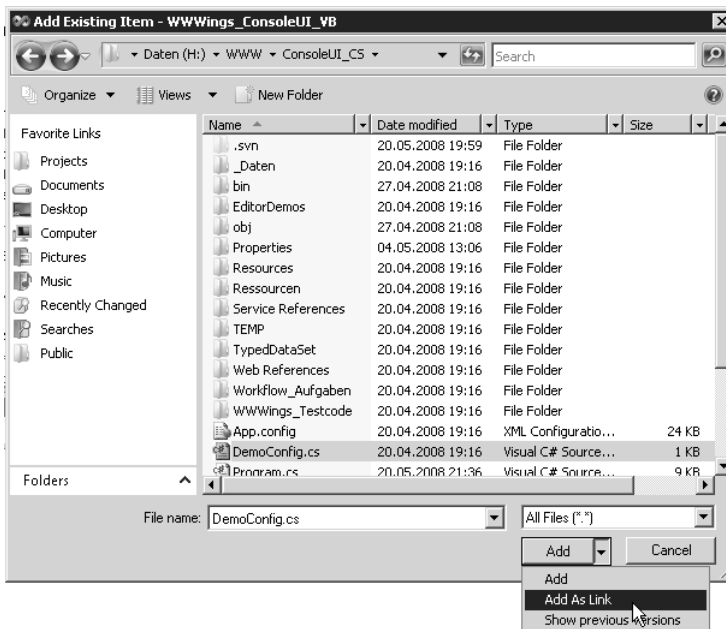 Add Existing Item - WWWings_ConsoleUI_VB
Daten (H:) WWW ConsoleUI_CS
Search
Organize Views New Folder
Favorite Links
Projects
Documents
Desktop
Computer
Pictures
Music
Recently Changed
Searches
Public
Folders
Name Date modified Type Size
.svn 20.05.2008 19:59 File Folder
_Daten 20.04.2008 19:16 File Folder
bin 27.04.2008 21:08 File Folder
EditorDemos 20.04.2008 19:16 File Folder
obj 27.04.2008 21:08 File Folder
Properties 04.05.2008 13:06 File Folder
Resources 20.04.2008 19:16 File Folder
Ressourcen 20.04.2008 19:16 File Folder
Service References 20.04.2008 19:16 File Folder
TEMP 20.04.2008 19:16 File Folder
TypedDataSet 20.04.2008 19:16 File Folder
Web References 20.04.2008 19:16 File Folder
Workflow_Aufgaben 20.04.2008 19:16 File Folder
WWWings_Testcode 20.04.2008 19:16 File Folder
App.config 20.04.2008 19:16 XML Configuratio... 24 KB
DemoConfig.cs 20.04.2008 19:16 Visual C# Source... 1 KB
Program.cs 20.05.2008 21:36 Visual C# Source... 9 KB
File name: DemoConfig.cs All Files (*.*)
Add Cancel
Add
Add As Link
Show previous versions